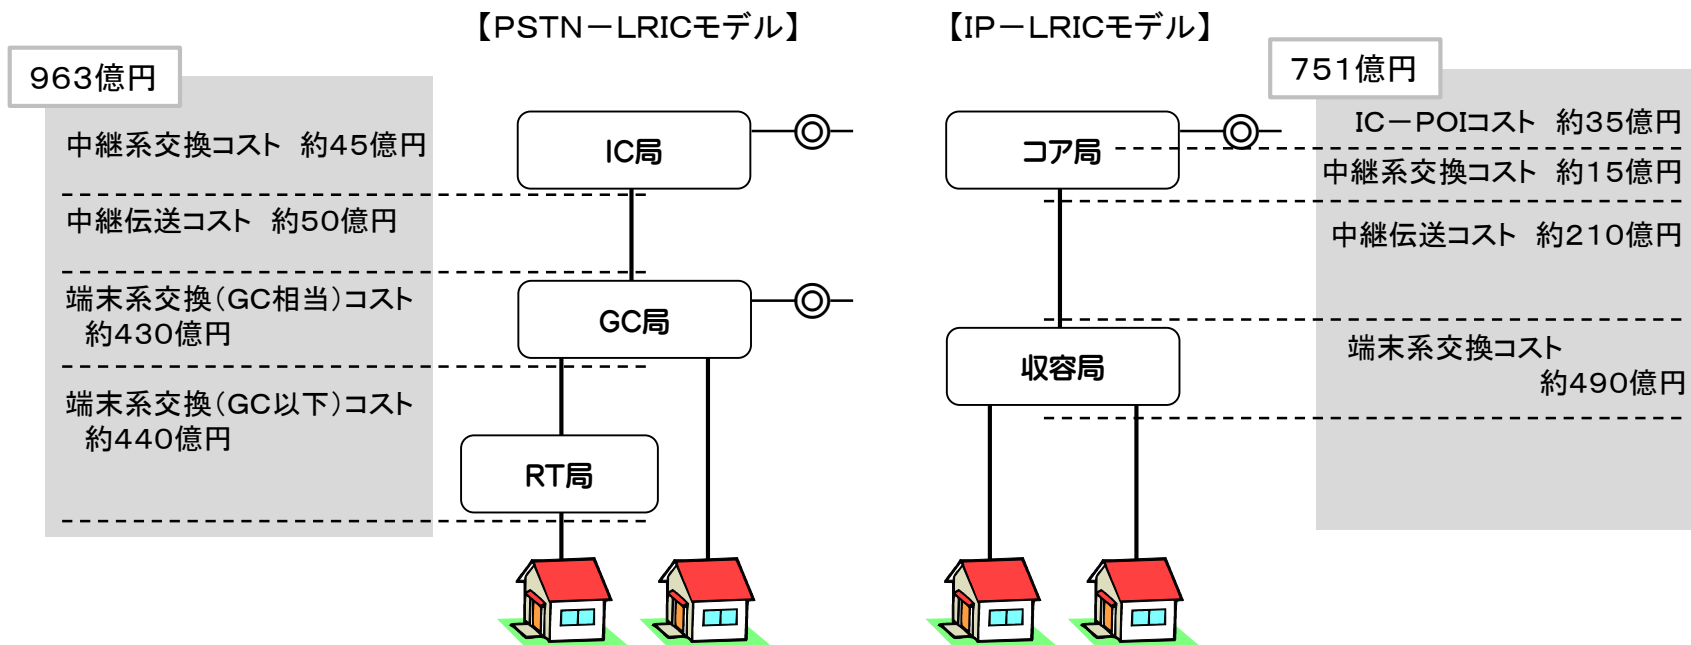 【PSTN－LRICモデル】
963億円
中継系交換コスト 約45億円
中継伝送コスト 約50億円
端末系交換（GC相当）コスト
約430億円
端末系交換（GC以下）コスト
約440億円
IC局
GC局
RT局
【IP－LRICモデル】
751億円
コア局
収容局
IC－POIコスト 約35億円
中継系交換コスト 約15億円
中継伝送コスト 約210億円
端末系交換コスト
約490億円